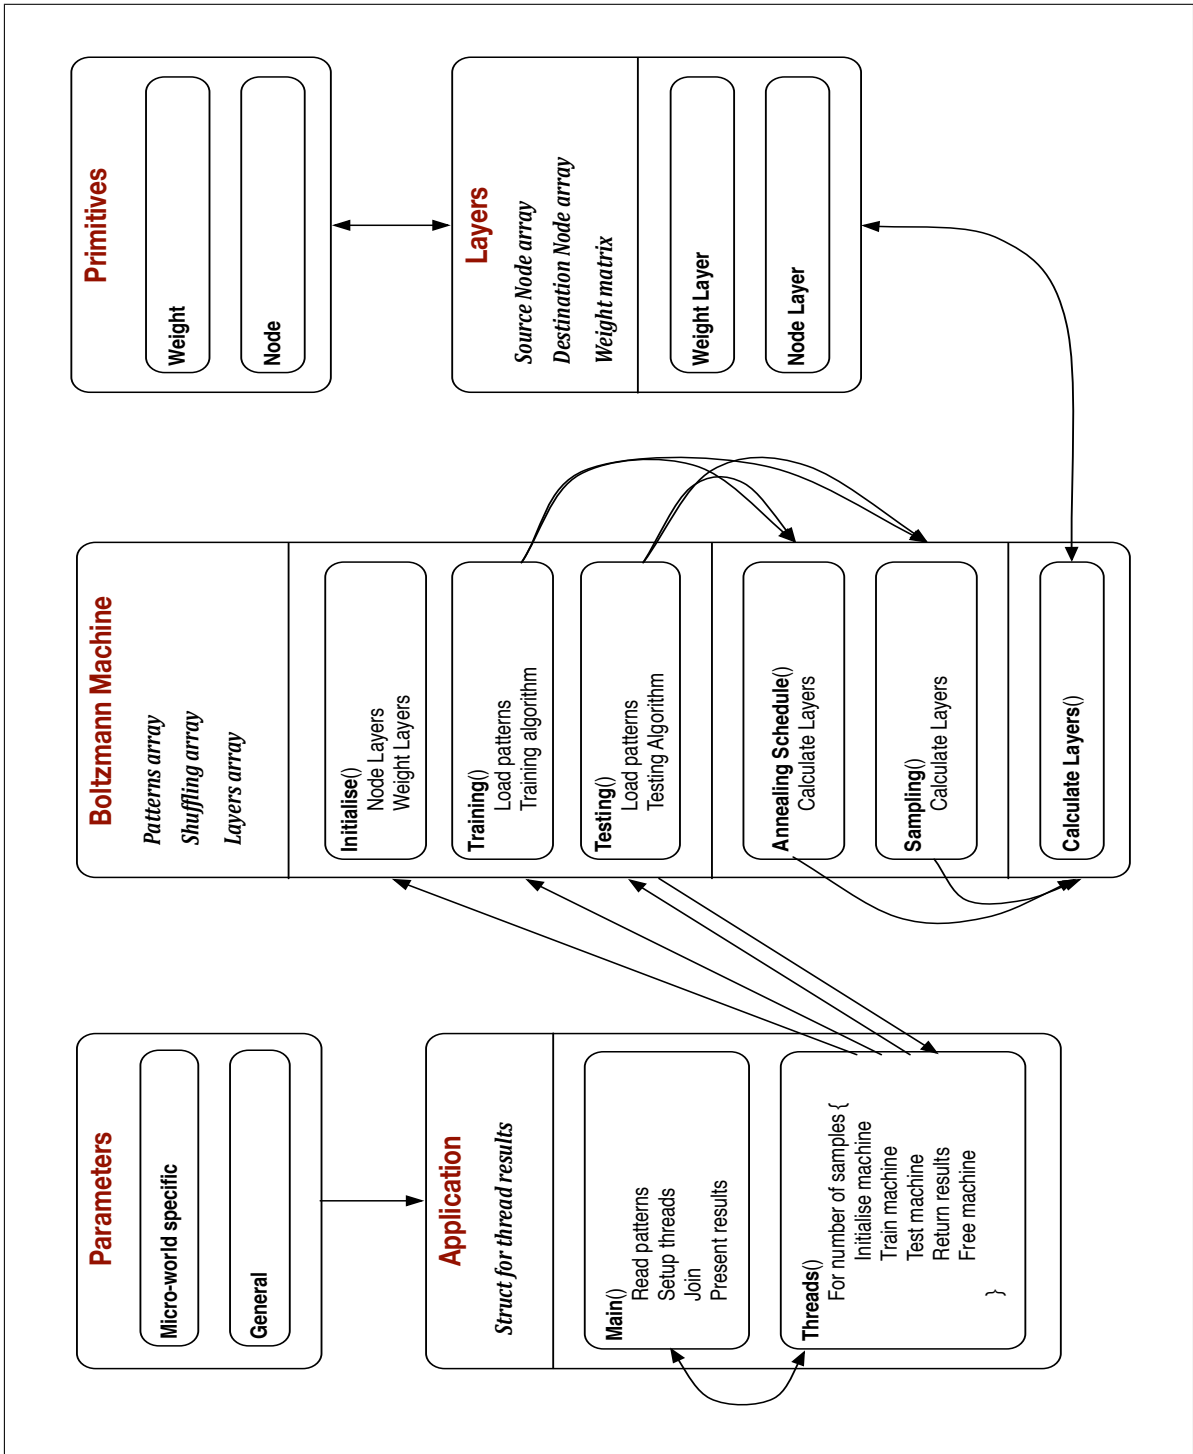 Parameters
Micro-world specific
General
Application
Struct for thread results
Main()
Read patterns
Setup threads
Join
Present results
Threads()
For number of samples {
Initialise machine
Train machine
Test machine
Return results
Free machine
}
Boltzmann Machine
Patterns array
Shuffling array
Layers array
Initialise()
Node Layers
Weight Layers
Training()
Load patterns
Training algorithm
Testing()
Load patterns
Testing Algorithm
Annealing Schedule()
Calculate Layers
Sampling()
Calculate Layers
Calculate Layers()
Primitives
Weight
Node
Layers
Source Node array
Destination Node array
Weight matrix
Weight Layer
Node Layer